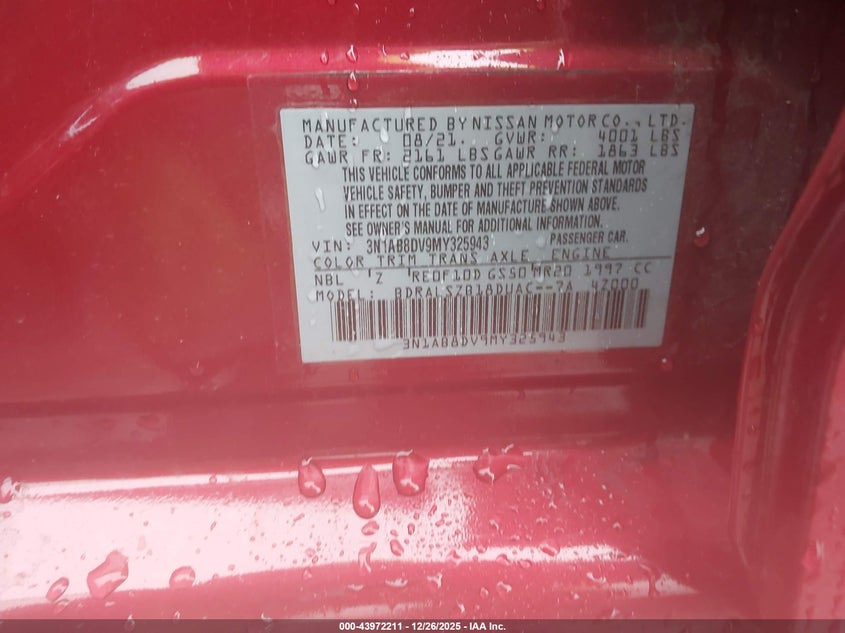 MANUFACTURED BY NISSAN MOTOR CO., LTD.
DATE: 08/21. GVWR: 4001 LBS
GAWR FR: 2161 LBS GAWR RR: 1863 LBS
THIS VEHICLE CONFORMS TO ALL APPLICABLE FEDERAL MOTOR
VEHICLE SAFETY, BUMPER AND THEFT PREVENTION STANDARDS
IN EFFECT ON THE DATE OF MANUFACTURE SHOWN ABOVE.
SEE OWNER'S MANUAL FOR ADDITIONAL INFORMATION.
VIN: 3N1AB8DV9MY325943 PASSENGER CAR.
COLOR TRIM TRANS AXLE ENGINE
NBL Z RE0F10D GS50 MR20 1997 CC
MODEL: BDRALSZB18DUAC--7A 4Z000
3N1AB8DV9MY325943
000-43972211 - 12/26/2025 - IAA Inc.